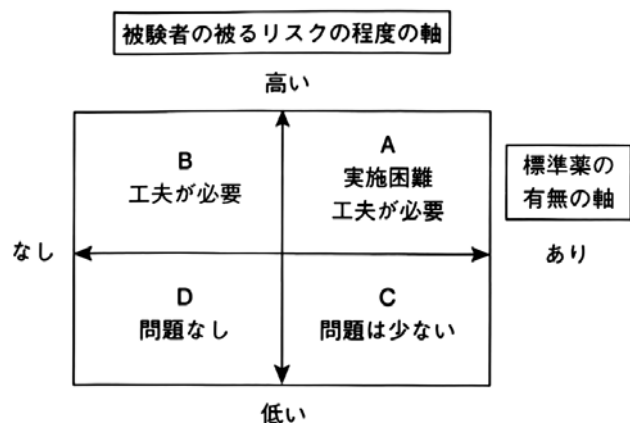 被験者の被るリスクの程度の軸
高い
B
工夫が必要
A
実施困難
工夫が必要
標準薬の
有無の軸
なし
あり
D
問題なし
C
問題は少ない
低い